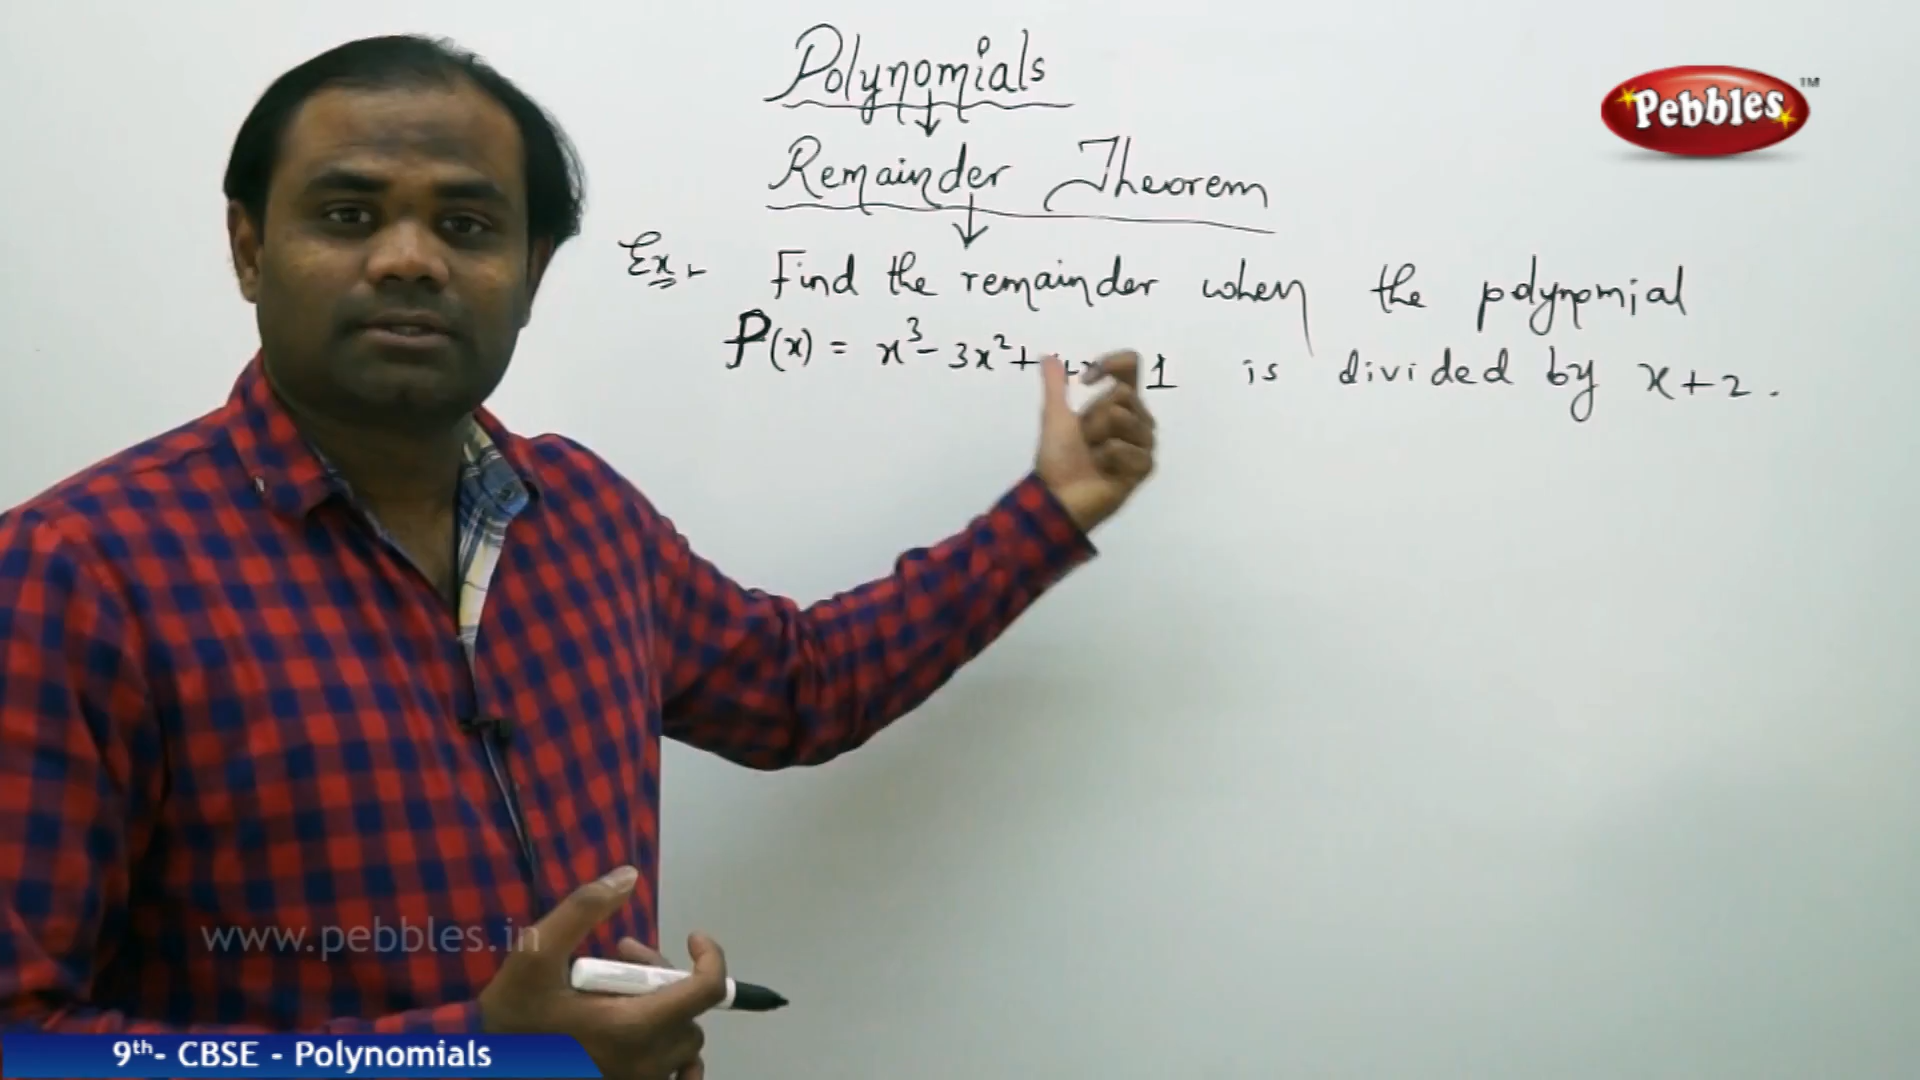 Polynomials
Remainder Theorem
Ex:- Find the remainder when the polynomial
P(x) = x³ - 3x² + 1 is divided by x + 2.
Pebbles™
www.pebbles.in
9th- CBSE - Polynomials